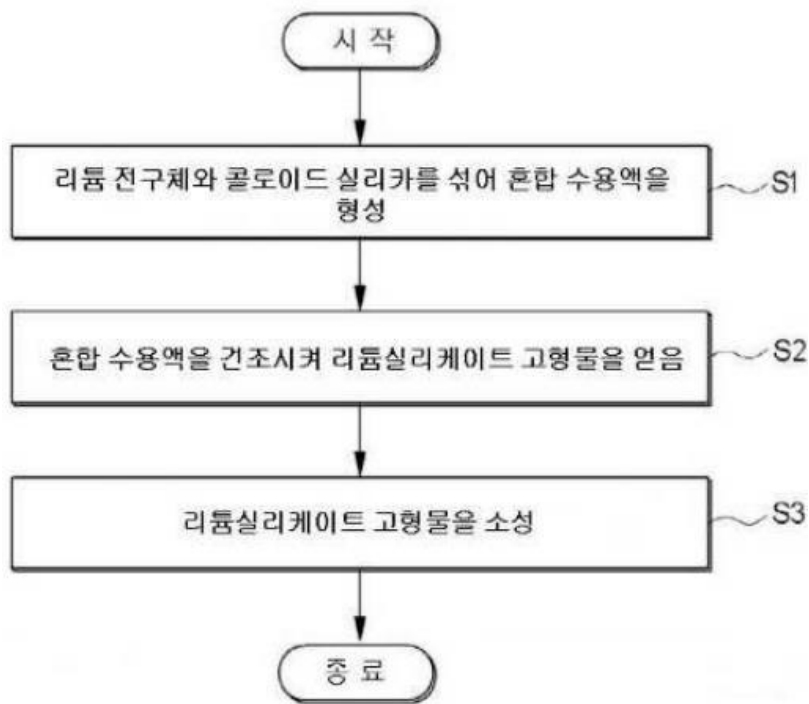 시 작
리튬 전구체와 콜로이드 실리카를 섞어 혼합 수용액을
형성
S1
혼합 수용액을 건조시켜 리튬실리케이트 고형물을 얻음
S2
리튬실리케이트 고형물을 소성
S3
종 료